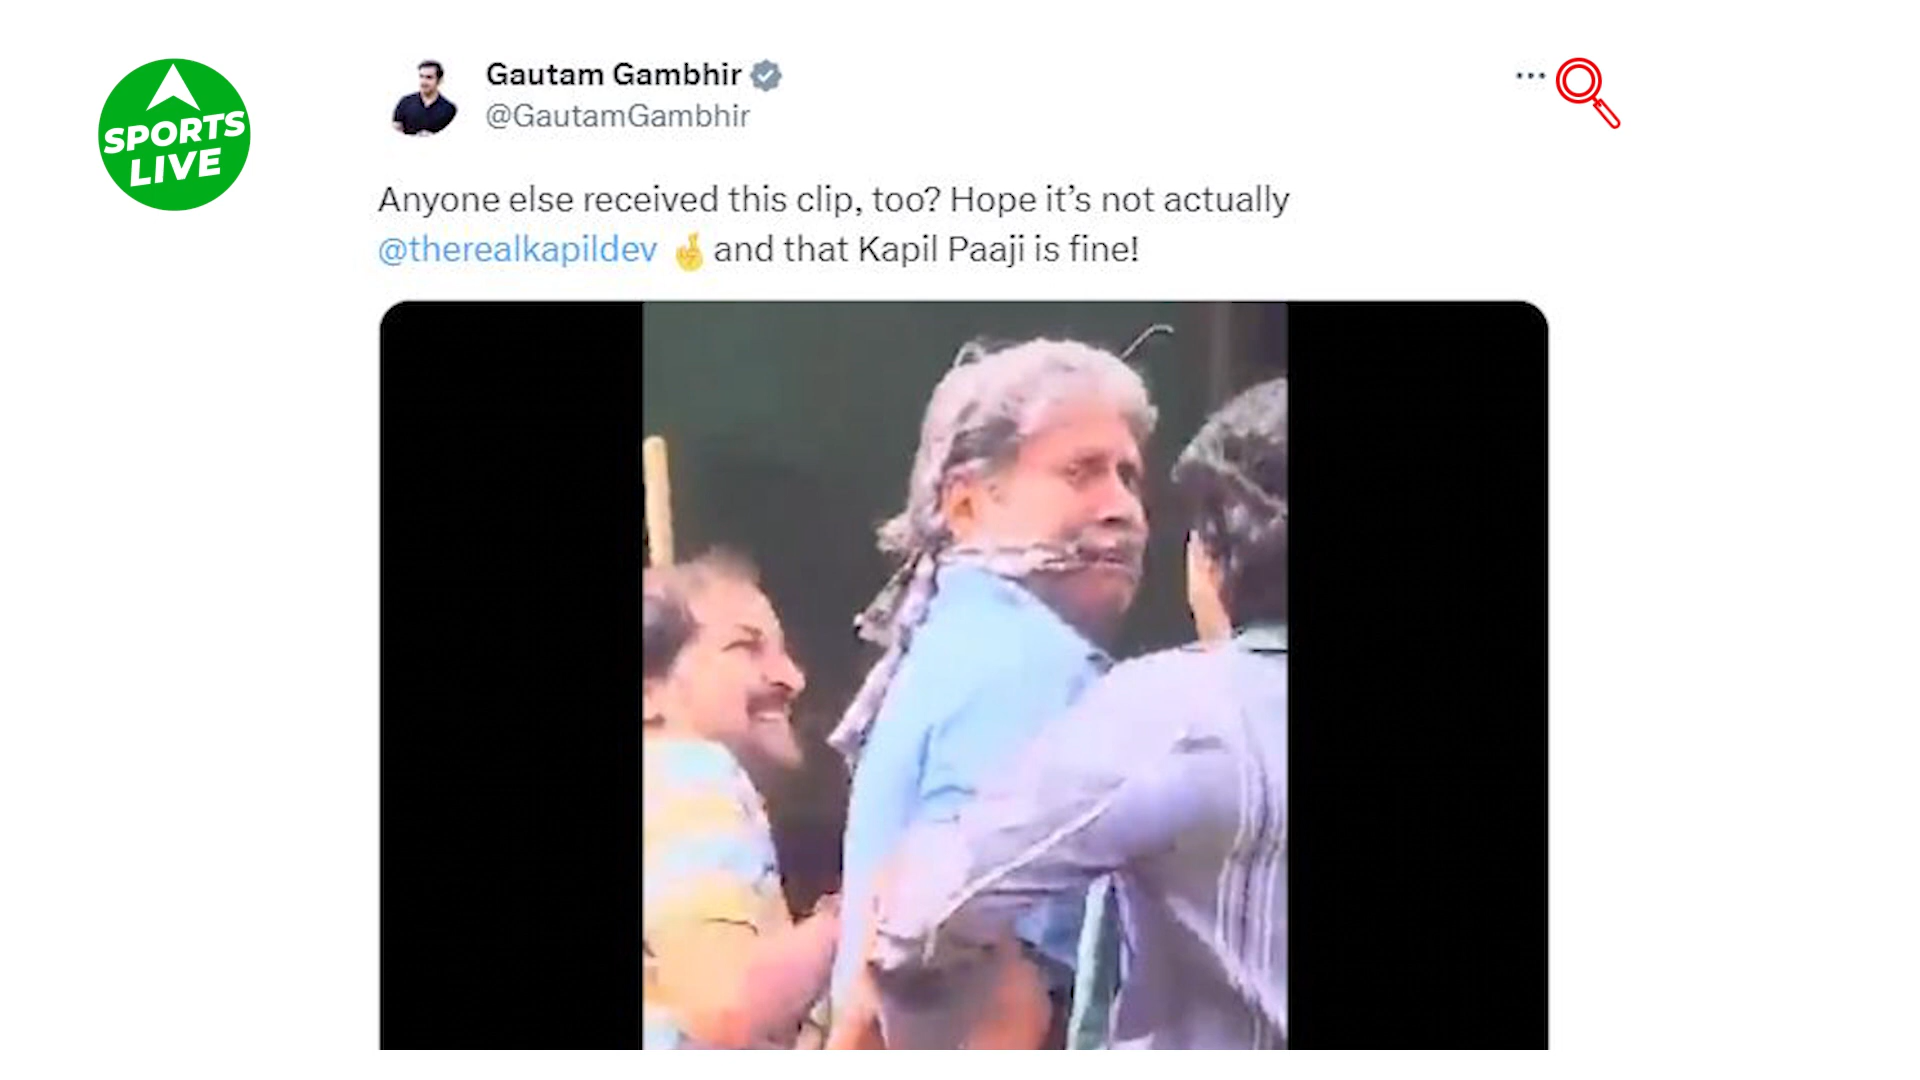 SPORTS
LIVE
Gautam Gambhir
@GautamGambhir
Anyone else received this clip, too? Hope it’s not actually
@therealkapildev 🤞and that Kapil Paaji is fine!